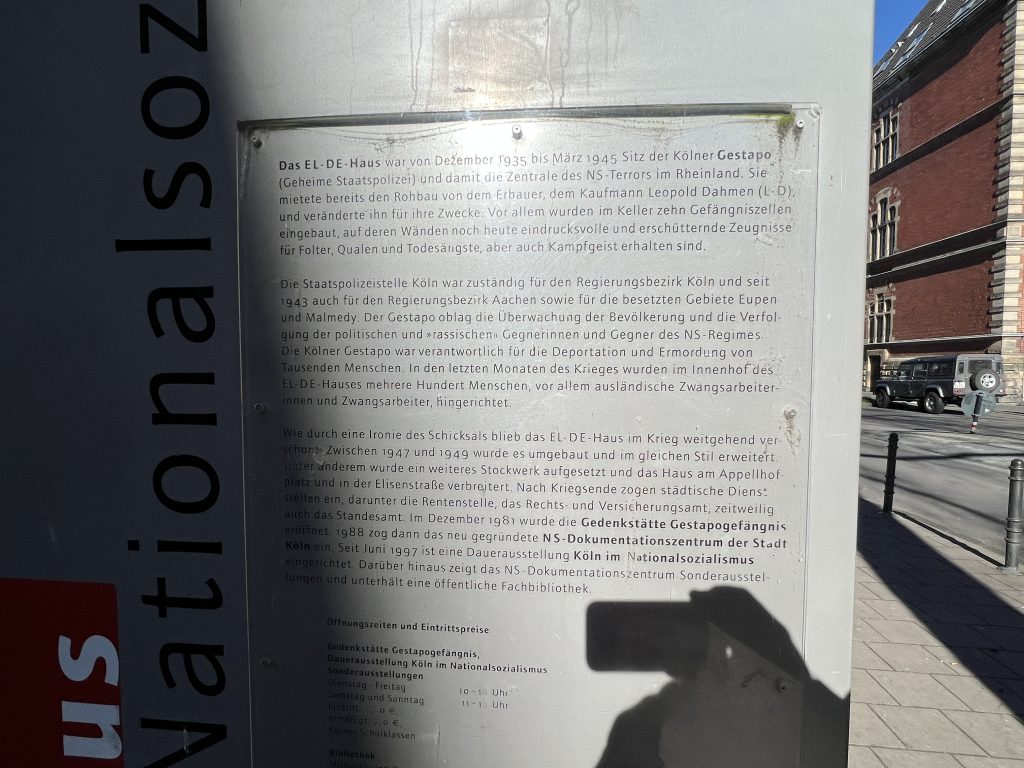 Nationalsoz
us
Das EL-DE-Haus war von Dezember 1935 bis März 1945 Sitz der Kölner Gestapo
(Geheime Staatspolizei) und damit die Zentrale des NS-Terrors im Rheinland. Sie
mietete bereits den Rohbau von dem Erbauer, dem Kaufmann Leopold Dahmen (L-D),
und veränderte ihn für ihre Zwecke. Vor allem wurden im Keller zehn Gefängniszellen
eingebaut, auf deren Wänden noch heute eindrucksvolle und erschütternde Zeugnisse
für Folter, Qualen und Todesängste, aber auch Kampfgeist erhalten sind.
Die Staatspolizeistelle Köln war zuständig für den Regierungsbezirk Köln und seit
1943 auch für den Regierungsbezirk Aachen sowie für die besetzten Gebiete Eupen
und Malmedy. Der Gestapo oblag die Überwachung der Bevölkerung und die Verfol-
gung der politischen und »rassischen« Gegnerinnen und Gegner des NS-Regimes.
Die Kölner Gestapo war verantwortlich für die Deportation und Ermordung von
Tausenden Menschen. In den letzten Monaten des Krieges wurden im Innenhof des
EL-DE-Hauses mehrere Hundert Menschen, vor allem ausländische Zwangsarbeiter-
innen und Zwangsarbeiter, hingerichtet.
Wie durch eine Ironie des Schicksals blieb das EL-DE-Haus im Krieg weitgehend ver-
schont. Zwischen 1947 und 1949 wurde es umgebaut und im gleichen Stil erweitert.
Unter anderem wurde ein weiteres Stockwerk aufgesetzt und das Haus am Appellhof-
platz und in der Elisenstraße verbreitert. Nach Kriegsende zogen städtische Dienst-
stellen ein, darunter die Rentenstelle, das Rechts- und Versicherungsamt, zeitweilig
auch das Standesamt. Im Dezember 1981 wurde die Gedenkstätte Gestapogefängnis
eröffnet. 1988 zog dann das neu gegründete NS-Dokumentationszentrum der Stadt
Köln ein. Seit Juni 1997 ist eine Dauerausstellung Köln im Nationalsozialismus
eingerichtet. Darüber hinaus zeigt das NS-Dokumentationszentrum Sonderausstel-
lungen und unterhält eine öffentliche Fachbibliothek.
Öffnungszeiten und Eintrittspreise
Gedenkstätte Gestapogefängnis,
Dauerausstellung Köln im Nationalsozialismus
Sonderausstellungen
Dienstag - Freitag 10- Uhr
Samstag und Sonntag 11- Uhr
Eintritt: €,
ermäßigt: €,
Kölner Schulklassen
Bibliothek